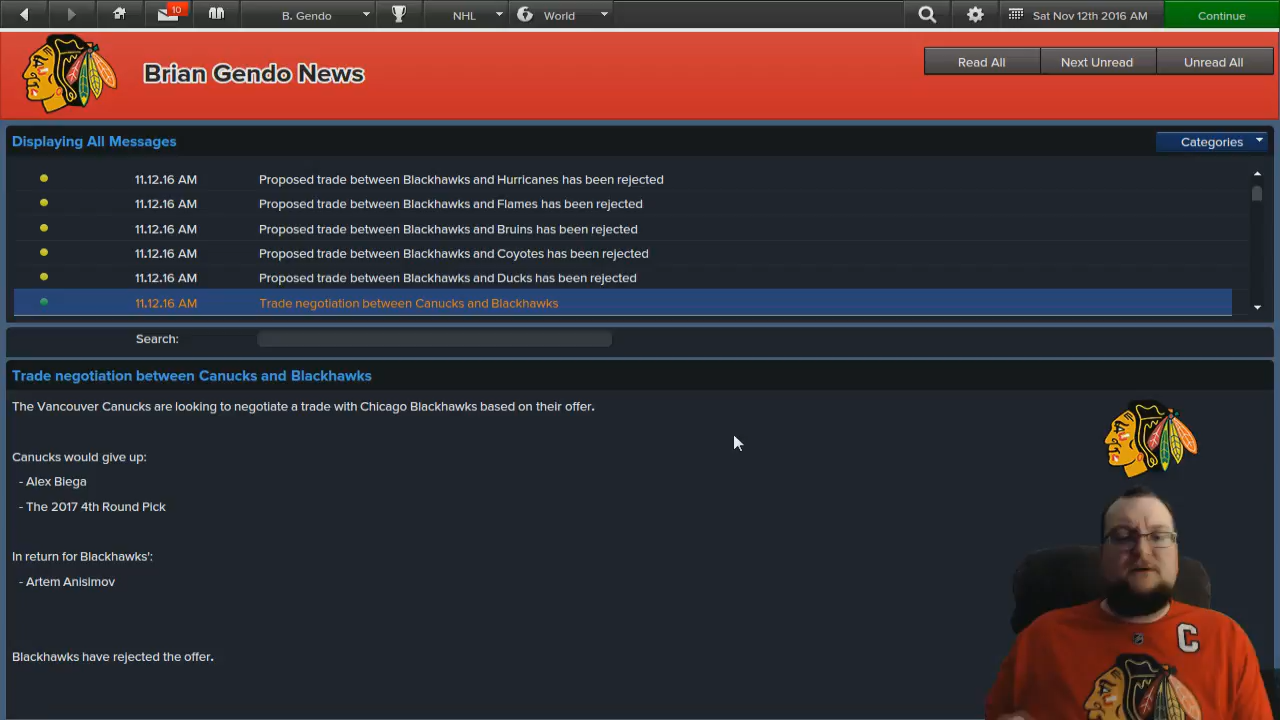 10
B. Gendo
NHL
World
Sat Nov 12th 2016 AM
Continue
Brian Gendo News
Read All
Next Unread
Unread All
Displaying All Messages
Categories
11.12.16 AM Proposed trade between Blackhawks and Hurricanes has been rejected
11.12.16 AM Proposed trade between Blackhawks and Flames has been rejected
11.12.16 AM Proposed trade between Blackhawks and Bruins has been rejected
11.12.16 AM Proposed trade between Blackhawks and Coyotes has been rejected
11.12.16 AM Proposed trade between Blackhawks and Ducks has been rejected
11.12.16 AM Trade negotiation between Canucks and Blackhawks
Search:
Trade negotiation between Canucks and Blackhawks
The Vancouver Canucks are looking to negotiate a trade with Chicago Blackhawks based on their offer.
Canucks would give up:
- Alex Biega
- The 2017 4th Round Pick
In return for Blackhawks':
- Artem Anisimov
Blackhawks have rejected the offer.
C